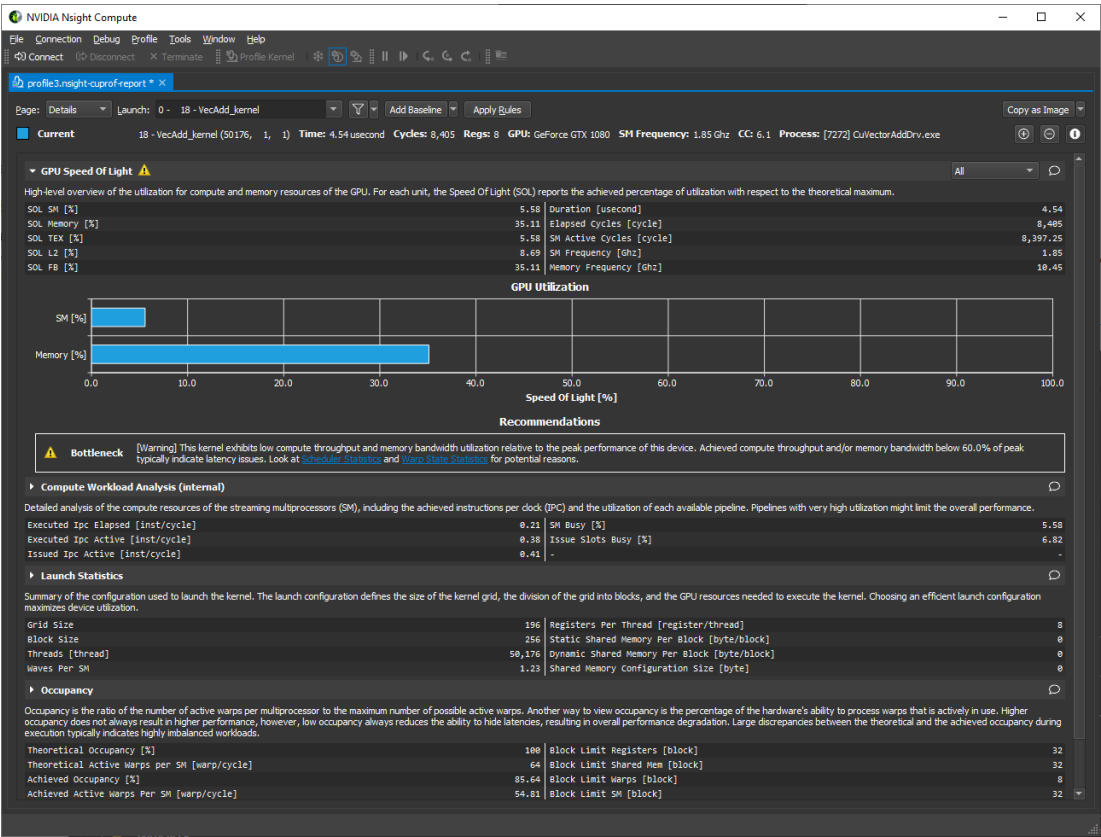 NVIDIA Nsight Compute
File Connection Debug Profile Tools Window Help
Connect Disconnect Terminate Profile Kernel
profile3.nsight-cuprof-report *
Page: Details Launch: 0 - 18 - VecAdd_kernel Add Baseline Apply Rules Copy as Image
Current 18 - VecAdd_kernel (50176, 1, 1) Time: 4.54 usecond Cycles: 8,405 Regs: 8 GPU: GeForce GTX 1080 SM Frequency: 1.85 Ghz CC: 6.1 Process: [7272] CuVectorAddDrv.exe
GPU Speed Of Light All
High-level overview of the utilization for compute and memory resources of the GPU. For each unit, the Speed Of Light (SOL) reports the achieved percentage of utilization with respect to the theoretical maximum.
SOL SM [%] 5.58 Duration [usecond] 4.54
SOL Memory [%] 35.11 Elapsed Cycles [cycle] 8,405
SOL TEX [%] 5.58 SM Active Cycles [cycle] 8,397.25
SOL L2 [%] 8.69 SM Frequency [Ghz] 1.85
SOL FB [%] 35.11 Memory Frequency [Ghz] 10.45
GPU Utilization
SM [%]
Memory [%]
0.0 10.0 20.0 30.0 40.0 50.0 60.0 70.0 80.0 90.0 100.0
Speed Of Light [%]
Recommendations
Bottleneck [Warning] This kernel exhibits low compute throughput and memory bandwidth utilization relative to the peak performance of this device. Achieved compute throughput and/or memory bandwidth below 60.0% of peak
typically indicate latency issues. Look at Scheduler Statistics and Warp State Statistics for potential reasons.
Compute Workload Analysis (internal)
Detailed analysis of the compute resources of the streaming multiprocessors (SM), including the achieved instructions per clock (IPC) and the utilization of each available pipeline. Pipelines with very high utilization might limit the overall performance.
Executed Ipc Elapsed [inst/cycle] 0.21 SM Busy [%] 5.58
Executed Ipc Active [inst/cycle] 0.38 Issue Slots Busy [%] 6.82
Issued Ipc Active [inst/cycle] 0.41 - -
Launch Statistics
Summary of the configuration used to launch the kernel. The launch configuration defines the size of the kernel grid, the division of the grid into blocks, and the GPU resources needed to execute the kernel. Choosing an efficient launch configuration
maximizes device utilization.
Grid Size 196 Registers Per Thread [register/thread] 8
Block Size 256 Static Shared Memory Per Block [byte/block] 0
Threads [thread] 50,176 Dynamic Shared Memory Per Block [byte/block] 0
Waves Per SM 1.23 Shared Memory Configuration Size [byte] 0
Occupancy
Occupancy is the ratio of the number of active warps per multiprocessor to the maximum number of possible active warps. Another way to view occupancy is the percentage of the hardware's ability to process warps that is actively in use. Higher
occupancy does not always result in higher performance, however, low occupancy always reduces the ability to hide latencies, resulting in overall performance degradation. Large discrepancies between the theoretical and the achieved occupancy during
execution typically indicates highly imbalanced workloads.
Theoretical Occupancy [%] 100 Block Limit Registers [block] 32
Theoretical Active Warps per SM [warp/cycle] 64 Block Limit Shared Mem [block] 32
Achieved Occupancy [%] 85.64 Block Limit Warps [block] 8
Achieved Active Warps Per SM [warp/cycle] 54.81 Block Limit SM [block] 32